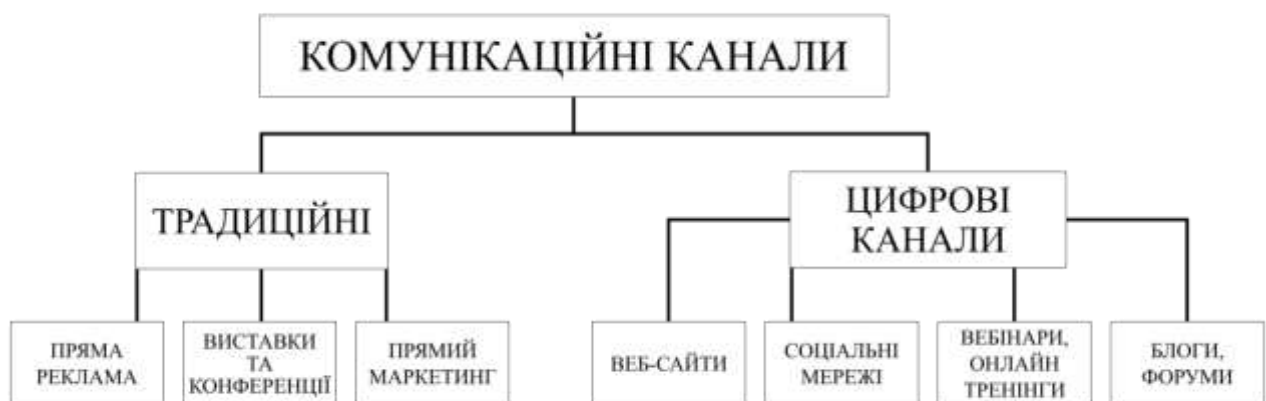 КОМУНІКАЦІЙНІ КАНАЛИ
ТРАДИЦІЙНІ
ЦИФРОВІ
КАНАЛИ
ПРЯМА
РЕКЛАМА
ВИСТАВКИ
ТА
КОНФЕРЕНЦІЇ
ПРЯМИЙ
МАРКЕТИНГ
ВЕБ-САЙТИ
СОЦІАЛЬНІ
МЕРЕЖІ
ВЕБІНАРИ,
ОНЛАЙН
ТРЕНІНГИ
БЛОГИ,
ФОРУМИ